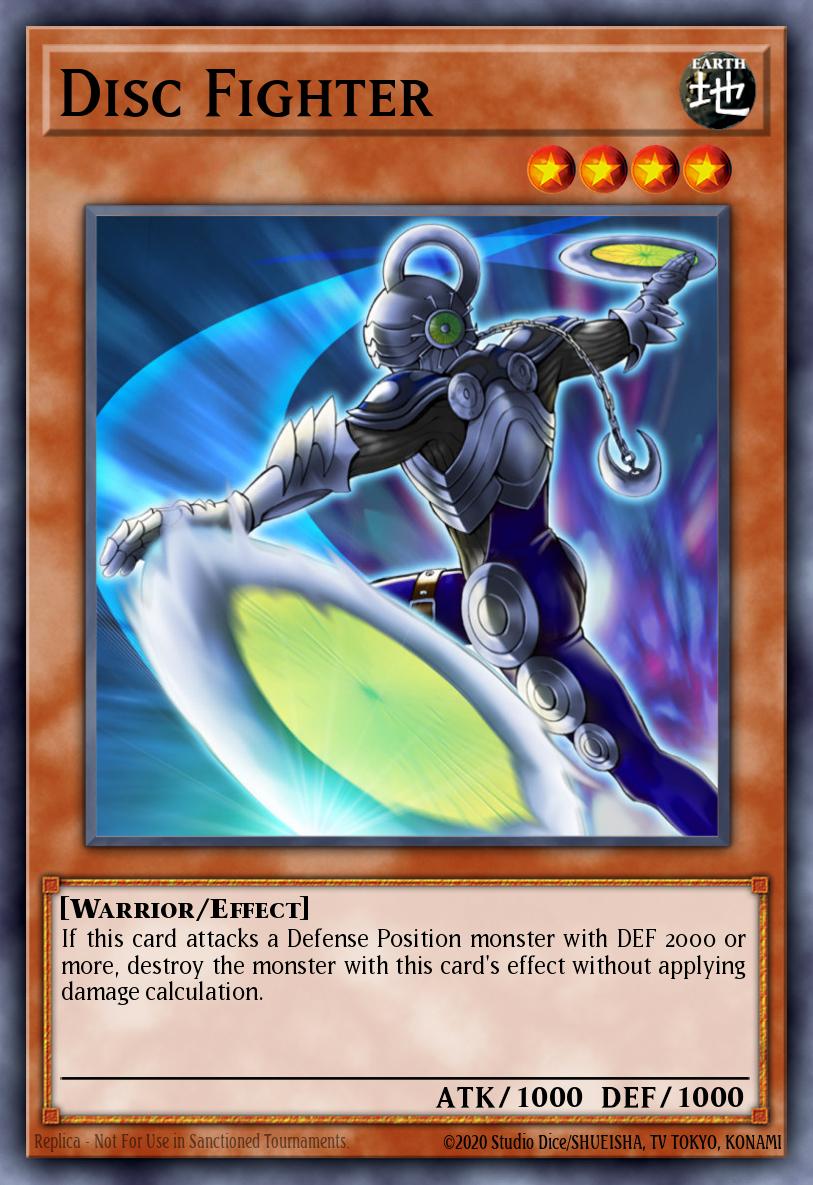 Disc Fighter
EARTH
地
[Warrior/Effect]
If this card attacks a Defense Position monster with DEF 2000 or
more, destroy the monster with this card's effect without applying
damage calculation.
ATK/1000 DEF/1000
Replica - Not For Use in Sanctioned Tournaments.
©2020 Studio Dice/SHUEISHA, TV TOKYO, KONAMI